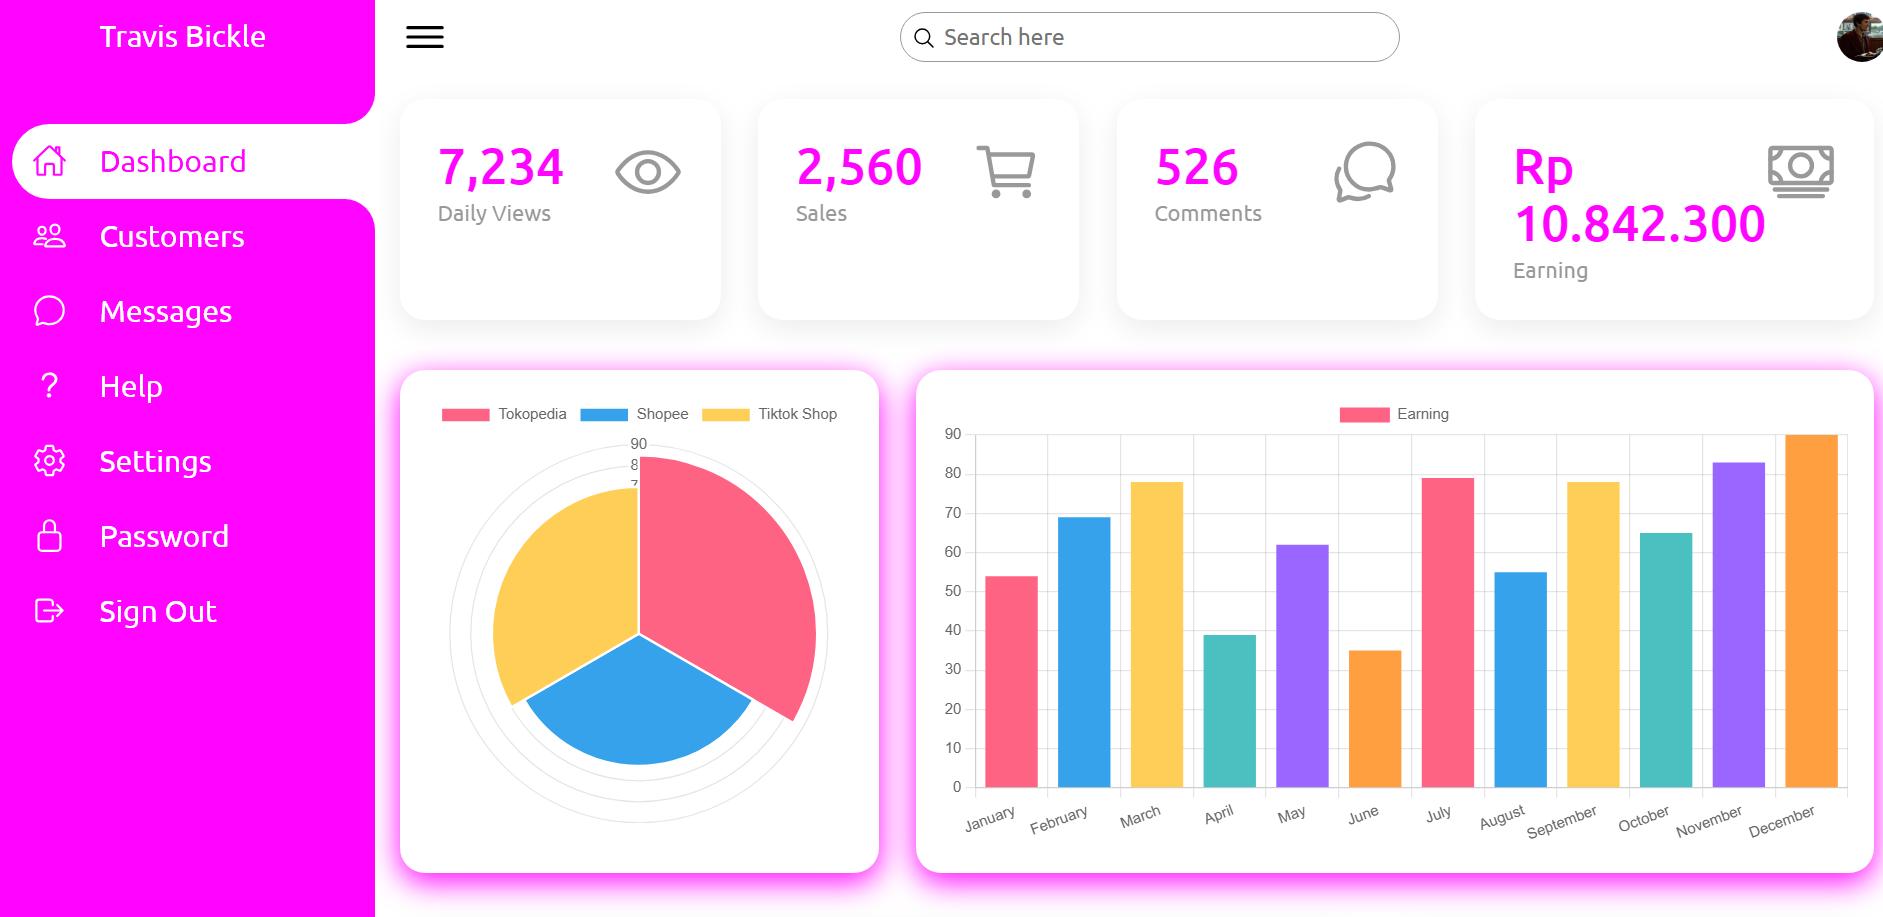 Travis Bickle
Search here
Dashboard
Customers
Messages
Help
Settings
Password
Sign Out
7,234
Daily Views
2,560
Sales
526
Comments
Rp
10.842.300
Earning
Tokopedia Shopee Tiktok Shop
90
8
7
Earning
90
80
70
60
50
40
30
20
10
0
January February March April May June July August September October November December